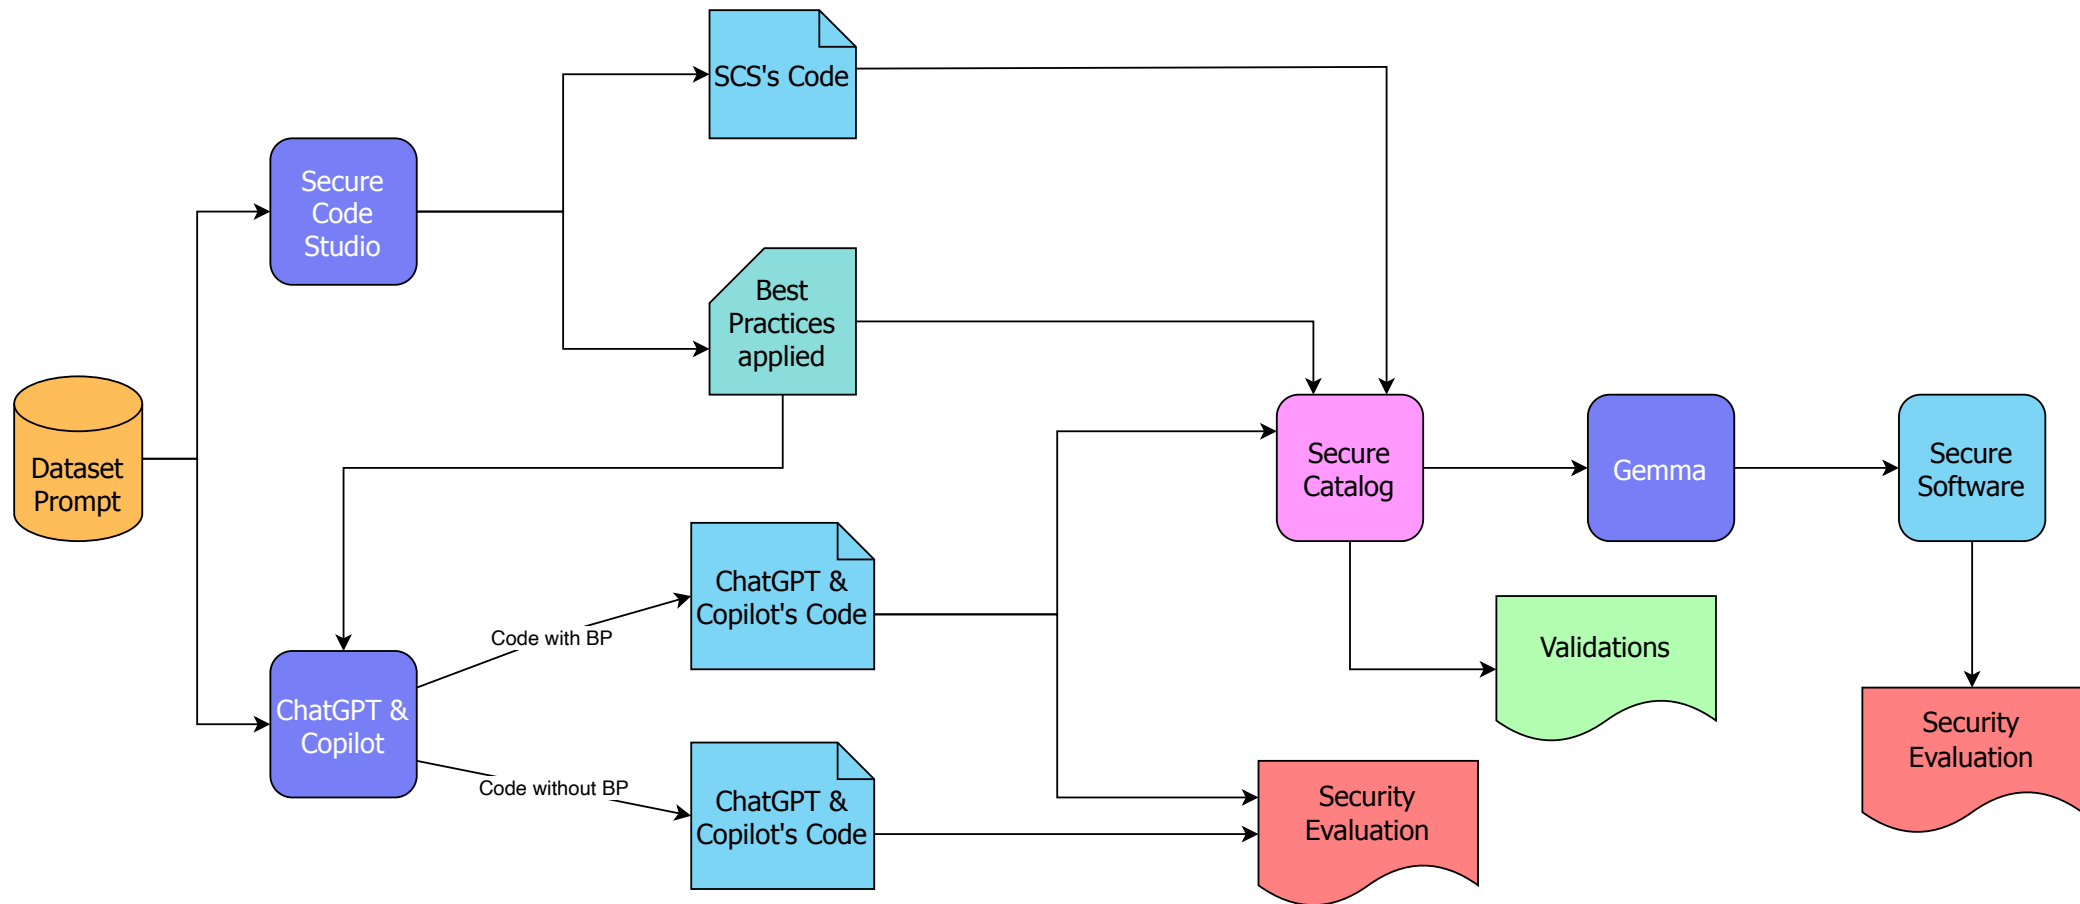 SCS's Code
Secure
Code
Studio
Best
Practices
applied
Dataset
Prompt
Secure
Catalog
Gemma
Secure
Software
ChatGPT &
Copilot's Code
Code with BP
Validations
ChatGPT &
Copilot
Security
Evaluation
Code without BP
ChatGPT &
Copilot's Code
Security
Evaluation